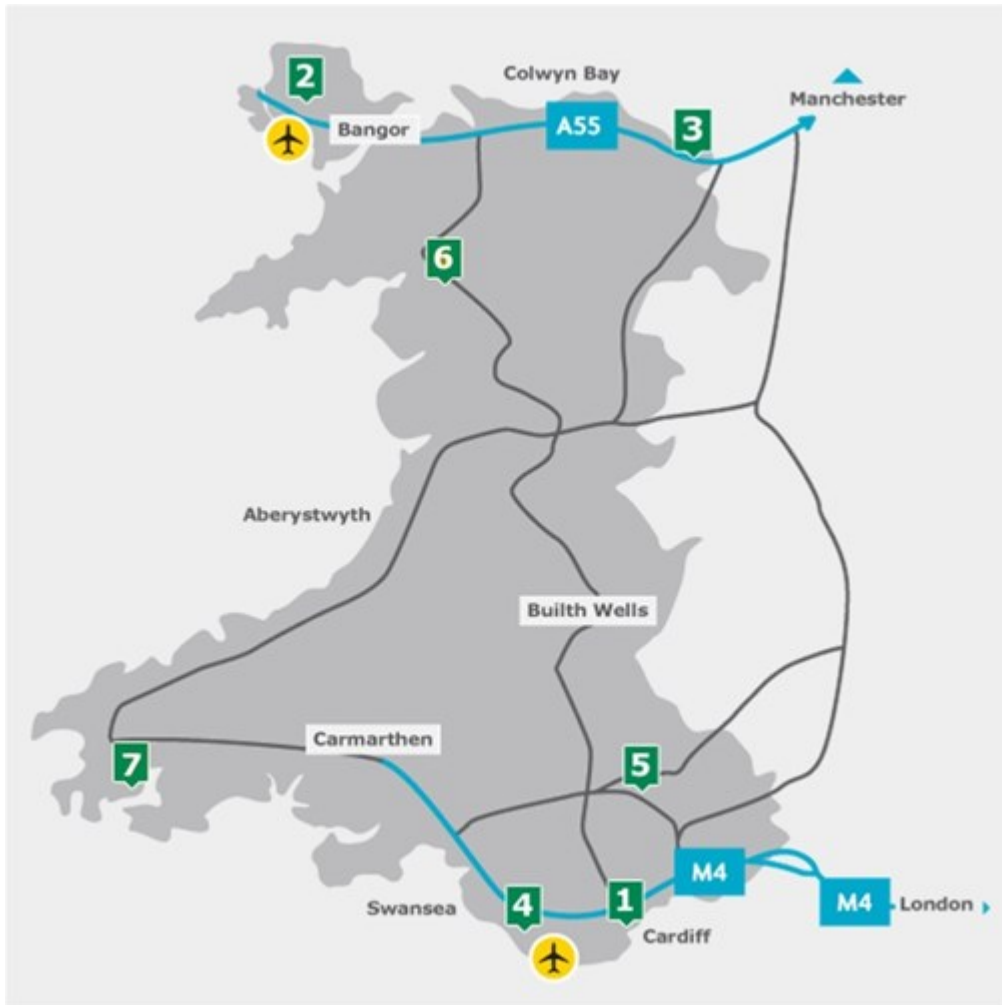 2
Colwyn Bay
Manchester
Bangor
A55
3
6
Aberystwyth
Builth Wells
Carmarthen
7
5
M4
M4
London
Swansea
4
1
Cardiff